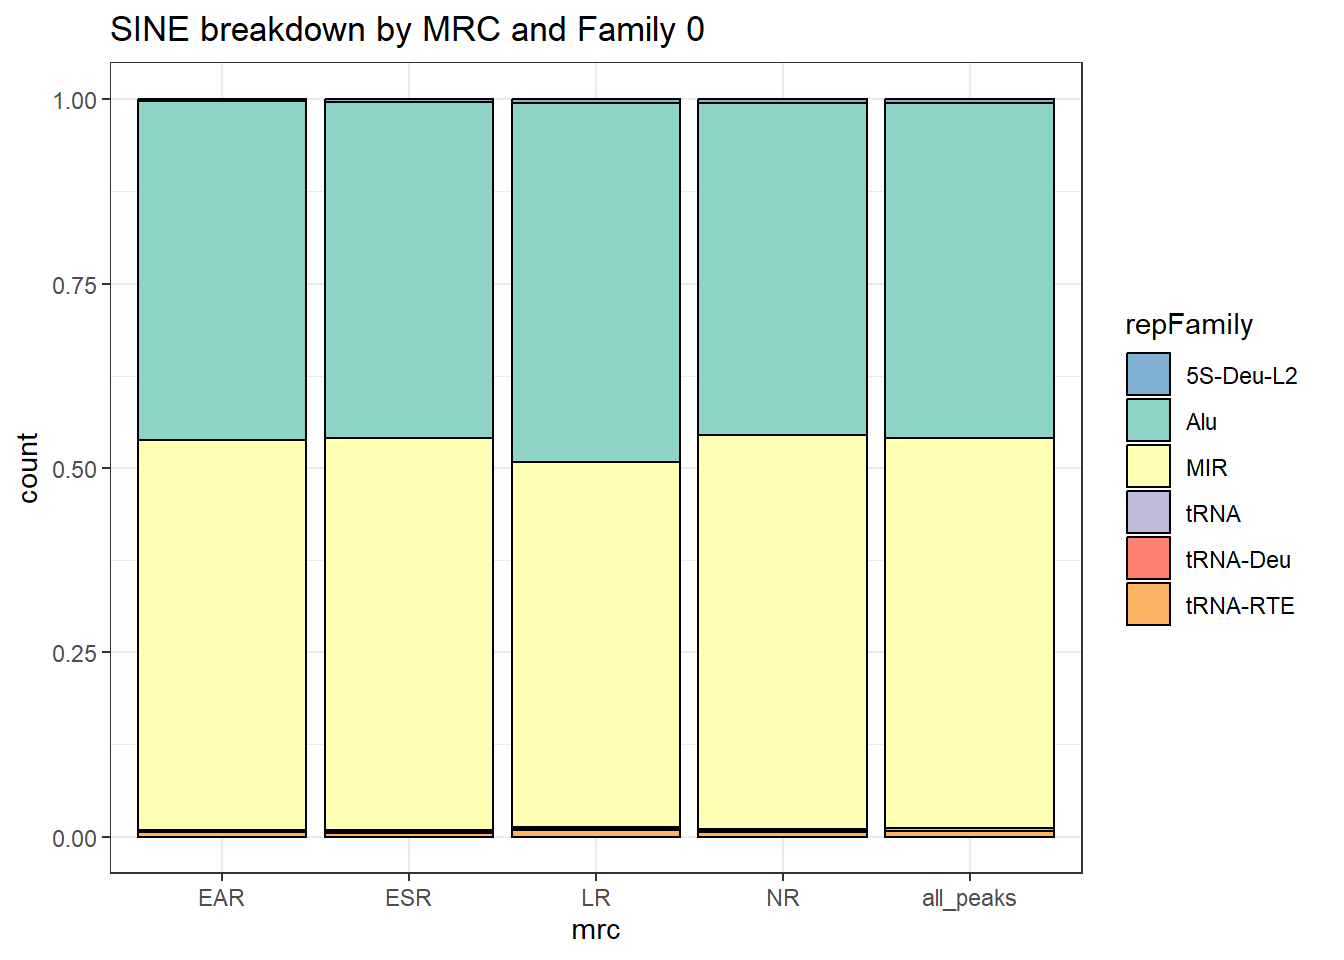 SINE breakdown by MRC and Family 0
count
1.00
0.75
0.50
0.25
0.00
EAR
ESR
LR
NR
all_peaks
mrc
repFamily
5S-Deu-L2
Alu
MIR
tRNA
tRNA-Deu
tRNA-RTE